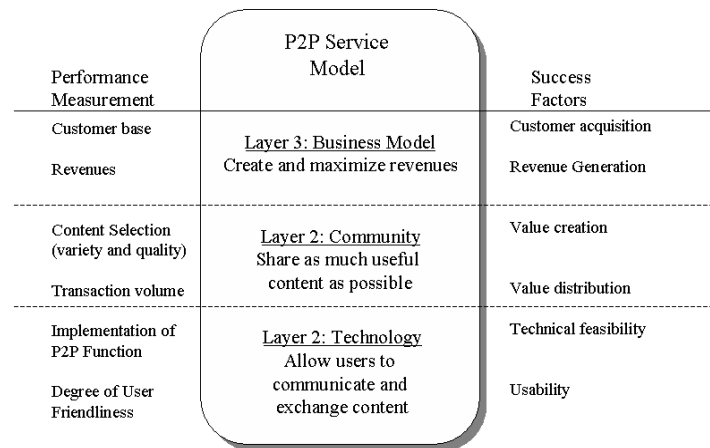 P2P Service
Model
Performance
Measurement
Success
Factors
Customer base
Revenues
Layer 3: Business Model
Create and maximize revenues
Customer acquisition
Revenue Generation
Content Selection
(variety and quality)
Transaction volume
Layer 2: Community
Share as much useful
content as possible
Value creation
Value distribution
Implementation of
P2P Function
Degree of User
Friendliness
Layer 2: Technology
Allow users to
communicate and
exchange content
Technical feasibility
Usability